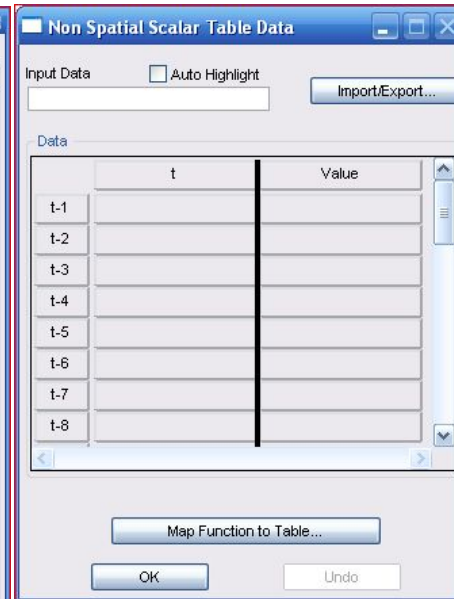 Non Spatial Scalar Table Data
Input Data
Auto Highlight
Import/Export...
Data
t Value
t-1
t-2
t-3
t-4
t-5
t-6
t-7
t-8
Map Function to Table...
OK Undo